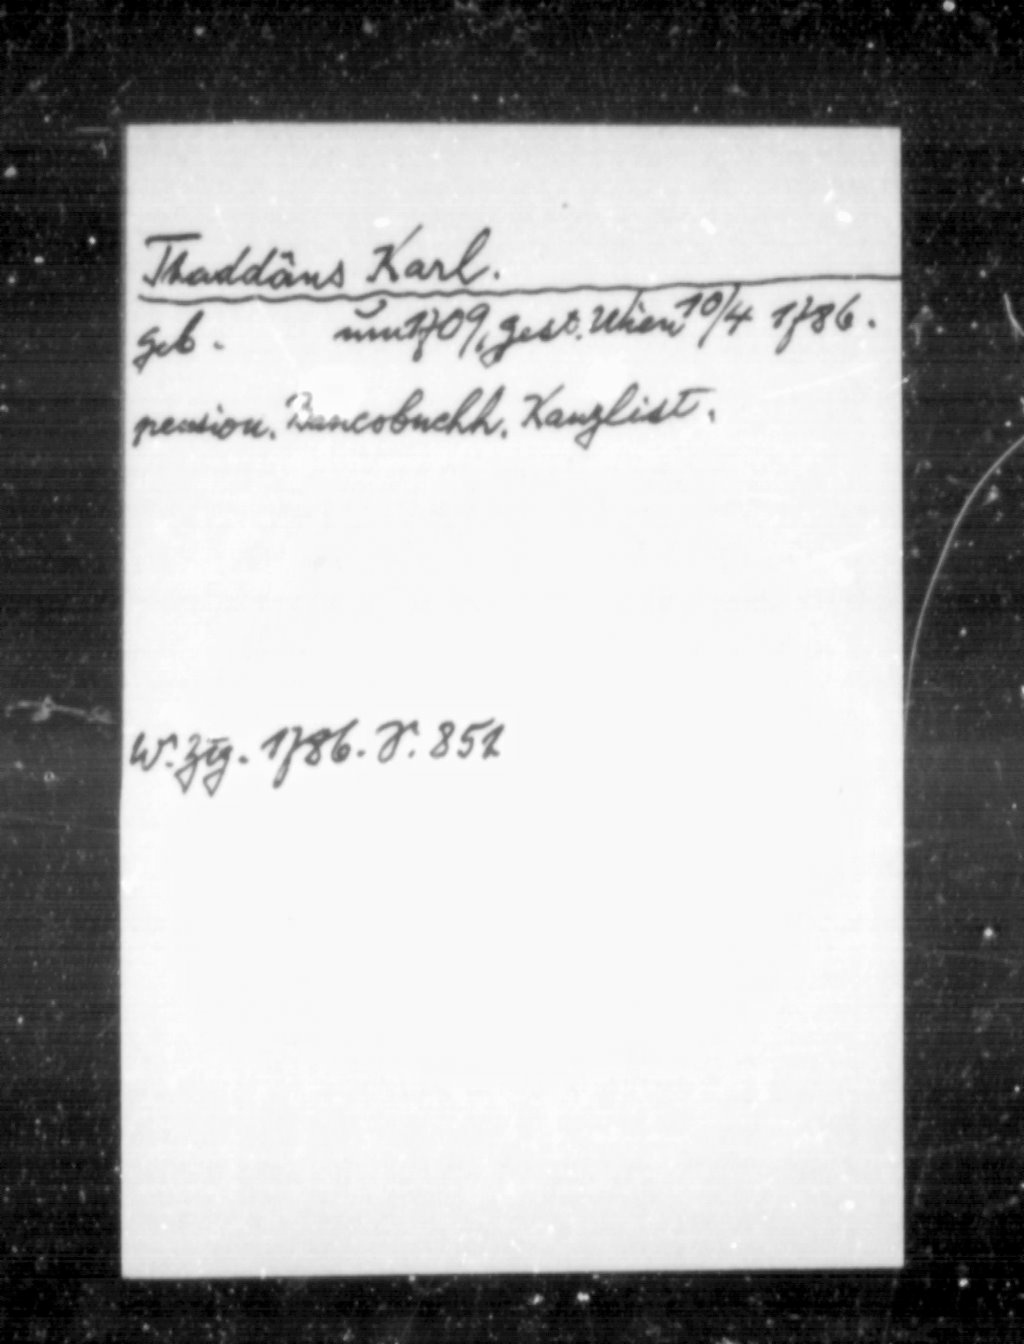 Thaddäus Karl.
geb. um 1709, gest. Wien 10/4 1786.
pension. Bancobuchh. Kanzlist.
W. Ztg. 1786. S. 851